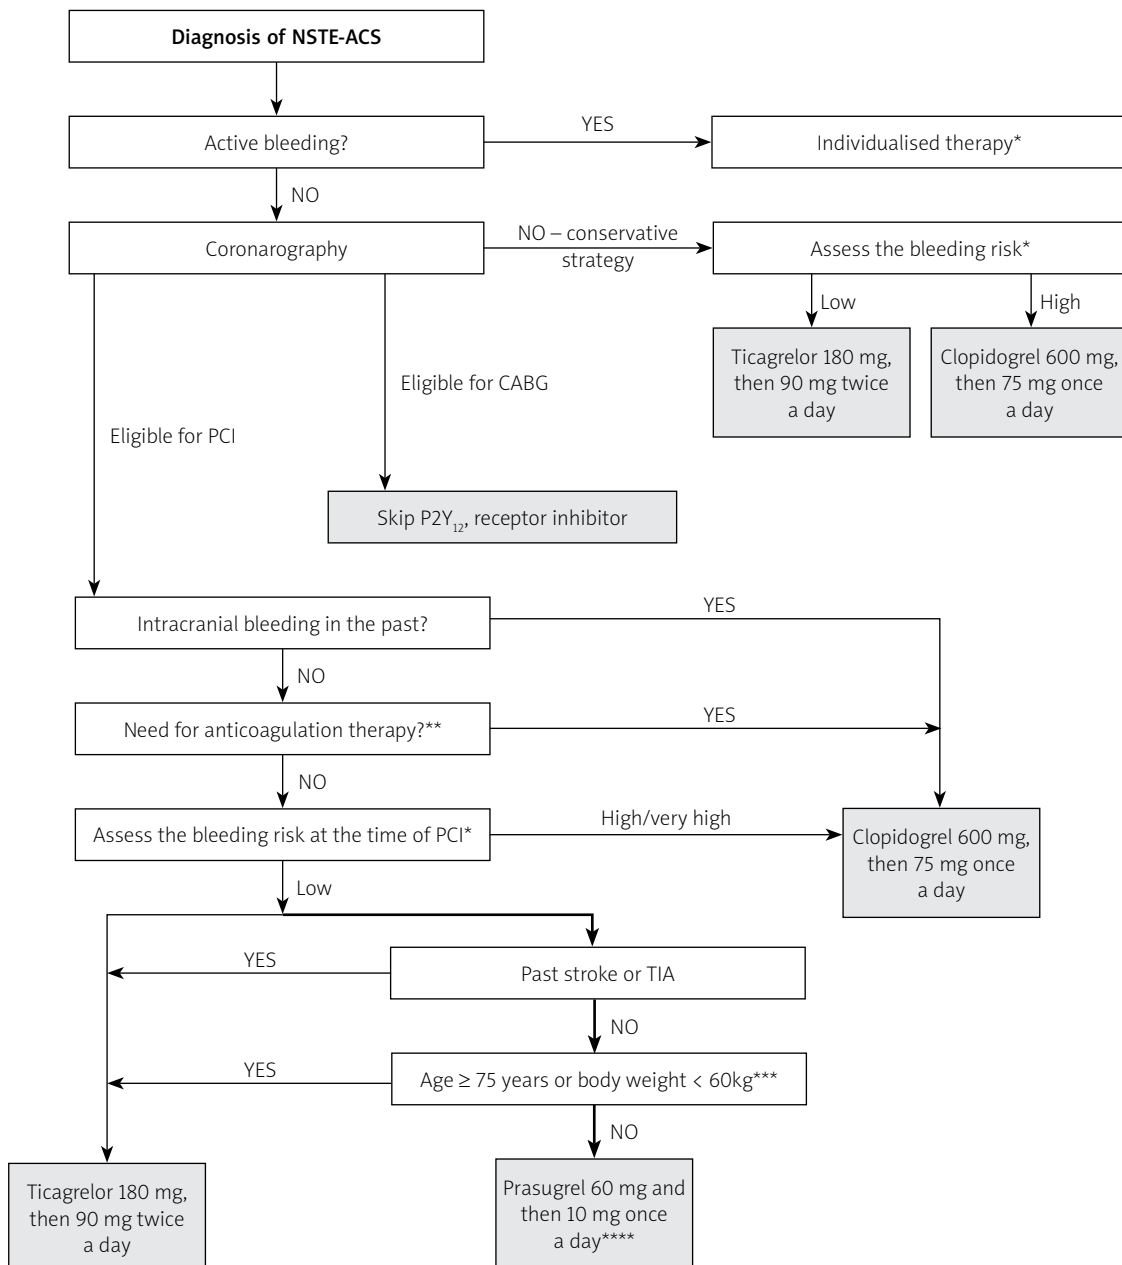 Diagnosis of NSTE-ACS
Active bleeding?
YES
Individualised therapy*
NO
Coronarography
NO – conservative
strategy
Assess the bleeding risk*
Low
High
Ticagrelor 180 mg,
then 90 mg twice
a day
Clopidogrel 600 mg,
then 75 mg once
a day
Eligible for CABG
Eligible for PCI
Skip P2Y₁₂, receptor inhibitor
Intracranial bleeding in the past?
YES
NO
Need for anticoagulation therapy?**
YES
NO
Assess the bleeding risk at the time of PCI*
High/very high
Clopidogrel 600 mg,
then 75 mg once
a day
Low
Past stroke or TIA
YES
NO
Age ≥ 75 years or body weight < 60kg***
YES
NO
Ticagrelor 180 mg,
then 90 mg twice
a day
Prasugrel 60 mg and
then 10 mg once
a day****